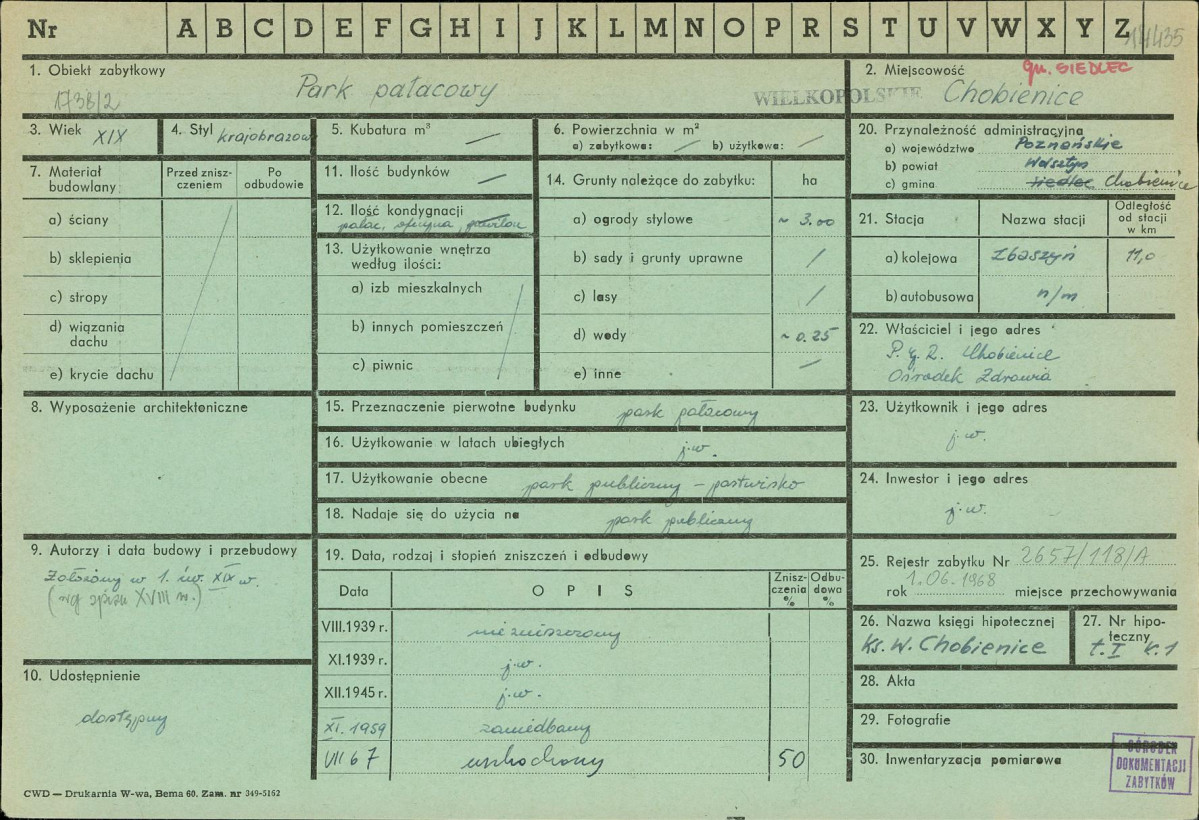 Nr A B C D E F G H I J K L M N O P R S T U V W X Y Z
1. Obiekt zabytkowy
1738/2
Park pałacowy
WIELKOPOLSKIE
2. Miejscowość
gm. SIEDLEC
Chobienice
3. Wiek XIX
4. Styl krajobrazowy
5. Kubatura m³
6. Powierzchnia w m²
a) zabytkowa: b) użytkowa:
7. Materiał budowlany:
Przed zniszczeniem
Po odbudowie
a) ściany
b) sklepienia
c) stropy
d) wiązania dachu
e) krycie dachu
11. Ilość budynków
12. Ilość kondygnacji
pałac, oficyna, pawilon
13. Użytkowanie wnętrza według ilości:
a) izb mieszkalnych
b) innych pomieszczeń
c) piwnic
14. Grunty należące do zabytku: ha
a) ogrody stylowe ~ 3.00
b) sady i grunty uprawne /
c) lasy /
d) wody ~ 0.25
e) inne
20. Przynależność administracyjna
a) województwo Poznańskie
b) powiat Wolsztyn
c) gmina Siedlec Chobienice
21. Stacja Nazwa stacji Odległość od stacji w km
a) kolejowa Zbąszyń 11,0
b) autobusowa n/m
22. Właściciel i jego adres
P.G.R. Chobienice
Ośrodek Zdrowia
8. Wyposażenie architektoniczne
15. Przeznaczenie pierwotne budynku park pałacowy
16. Użytkowanie w latach ubiegłych j.w.
17. Użytkowanie obecne park publiczny – pastwisko
18. Nadaje się do użycia na park publiczny
23. Użytkownik i jego adres
j.w.
24. Inwestor i jego adres
j.w.
9. Autorzy i data budowy i przebudowy
Założony w 1. XIX w.
(wg spisu XVIII w.)
19. Data, rodzaj i stopień zniszczeń i odbudowy
Data OPIS Zniszczenia % Odbudowa %
VIII.1939 r. niezniszczony
XI.1939 r. j.w.
XII.1945 r. j.w.
XI. 1959 zaniedbany
VII 67 uszkodzony 50
10. Udostępnienie
dostępny
25. Rejestr zabytku Nr 2657/118/A
rok 1.06.1968 miejsce przechowywania
26. Nazwa księgi hipotecznej
Ks. W. Chobienice
27. Nr hipoteczny
t. I k. 1
28. Akta
29. Fotografie
30. Inwentaryzacja pomiarowa
OŚRODEK
DOKUMENTACJI
ZABYTKÓW
CWD — Drukarnia W-wa, Bema 60. Zam. nr 349-5162